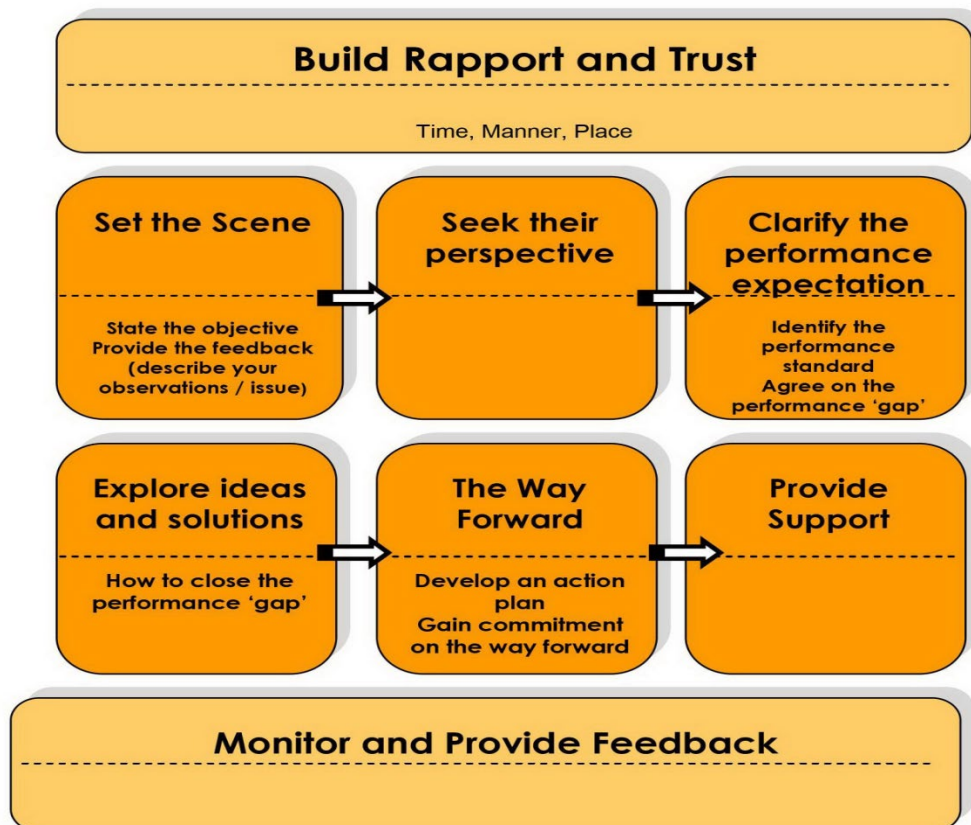 Build Rapport and Trust
Time, Manner, Place
Set the Scene
State the objective
Provide the feedback
(describe your
observations / issue)
Seek their
perspective
Clarify the
performance
expectation
Identify the
performance
standard
Agree on the
performance ‘gap’
Explore ideas
and solutions
How to close the
performance ‘gap’
The Way
Forward
Develop an action
plan
Gain commitment
on the way forward
Provide
Support
Monitor and Provide Feedback